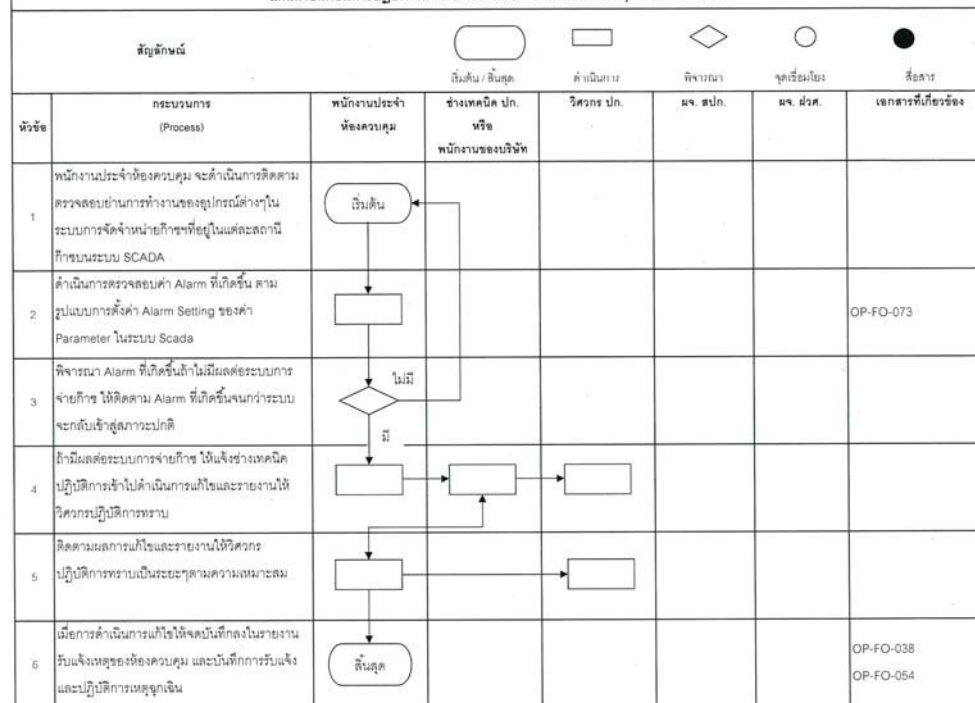 สัญลักษณ์
เริ่มต้น / สิ้นสุด
ดำเนินการ
พิจารณา
จุดเชื่อมโยง
สื่อสาร
หัวข้อ
กระบวนการ
(Process)
พนักงานประจำ
ห้องควบคุม
ช่างเทคนิค ปก.
หรือ
พนักงานของบริษัท
วิศวกร ปก.
ผจ. สปก.
ผจ. ฝวศ.
เอกสารที่เกี่ยวข้อง
1
พนักงานประจำห้องควบคุม จะดำเนินการติดตาม
ตรวจสอบย่านการทำงานของอุปกรณ์ต่างๆใน
ระบบการจัดจำหน่ายก๊าซฯที่อยู่ในแต่ละสถานี
ก๊าซบนระบบ SCADA
เริ่มต้น
2
ดำเนินการตรวจสอบค่า Alarm ที่เกิดขึ้น ตาม
รูปแบบการตั้งค่า Alarm Setting ของค่า
Parameter ในระบบ Scada
OP-FO-073
3
พิจารณา Alarm ที่เกิดขึ้นถ้าไม่มีผลต่อระบบการ
จ่ายก๊าซ ให้ติดตาม Alarm ที่เกิดขึ้นจนกว่าระบบ
จะกลับเข้าสู่สภาวะปกติ
ไม่มี
มี
4
ถ้ามีผลต่อระบบการจ่ายก๊าซ ให้แจ้งช่างเทคนิค
ปฏิบัติการเข้าไปดำเนินการแก้ไขและรายงานให้
วิศวกรปฏิบัติการทราบ
5
ติดตามผลการแก้ไขและรายงานให้วิศวกร
ปฏิบัติการทราบเป็นระยะๆตามความเหมาะสม
6
เมื่อการดำเนินการแก้ไขให้จดบันทึกลงในรายงาน
รับแจ้งเหตุของห้องควบคุม และบันทึกการรับแจ้ง
และปฏิบัติการเหตุฉุกเฉิน
สิ้นสุด
OP-FO-038
OP-FO-054